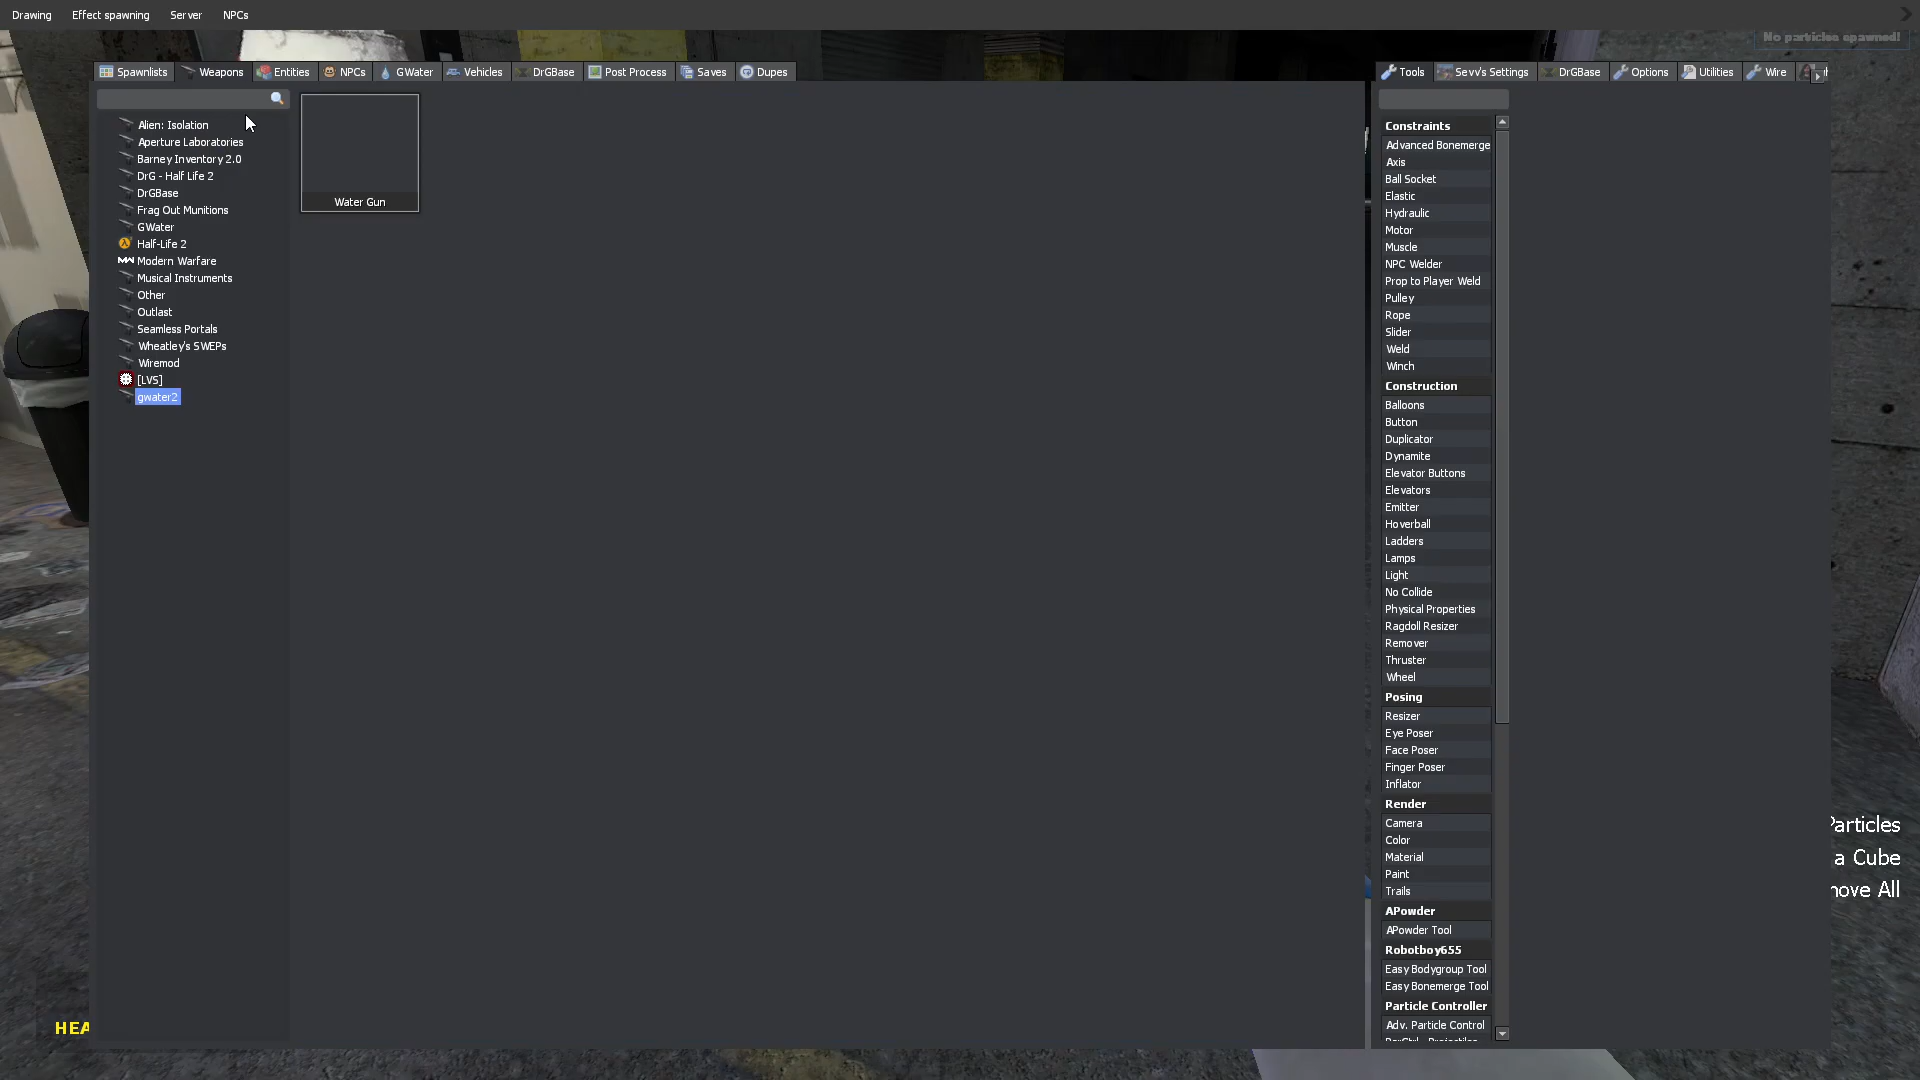 Drawing Effect spawning Server NPCs
No particles spawned!
Spawnlists Weapons Entities NPCs GWater Vehicles DrGBase Post Process Saves Dupes
Tools Sevv's Settings DrGBase Options Utilities Wire
Alien: Isolation
Aperture Laboratories
Barney Inventory 2.0
DrG - Half Life 2
DrGBase
Frag Out Munitions
GWater
Half-Life 2
Modern Warfare
Musical Instruments
Other
Outlast
Seamless Portals
Wheatley's SWEPs
Wiremod
[LVS]
gwater2
Water Gun
Constraints
Advanced Bonemerge
Axis
Ball Socket
Elastic
Hydraulic
Motor
Muscle
NPC Welder
Prop to Player Weld
Pulley
Rope
Slider
Weld
Winch
Construction
Balloons
Button
Duplicator
Dynamite
Elevator Buttons
Elevators
Emitter
Hoverball
Ladders
Lamps
Light
No Collide
Physical Properties
Ragdoll Resizer
Remover
Thruster
Wheel
Posing
Resizer
Eye Poser
Face Poser
Finger Poser
Inflator
Render
Camera
Color
Material
Paint
Trails
APowder
APowder Tool
Robotboy655
Easy Bodygroup Tool
Easy Bonemerge Tool
Particle Controller
Adv. Particle Control
Particles
a Cube
move All
HEA